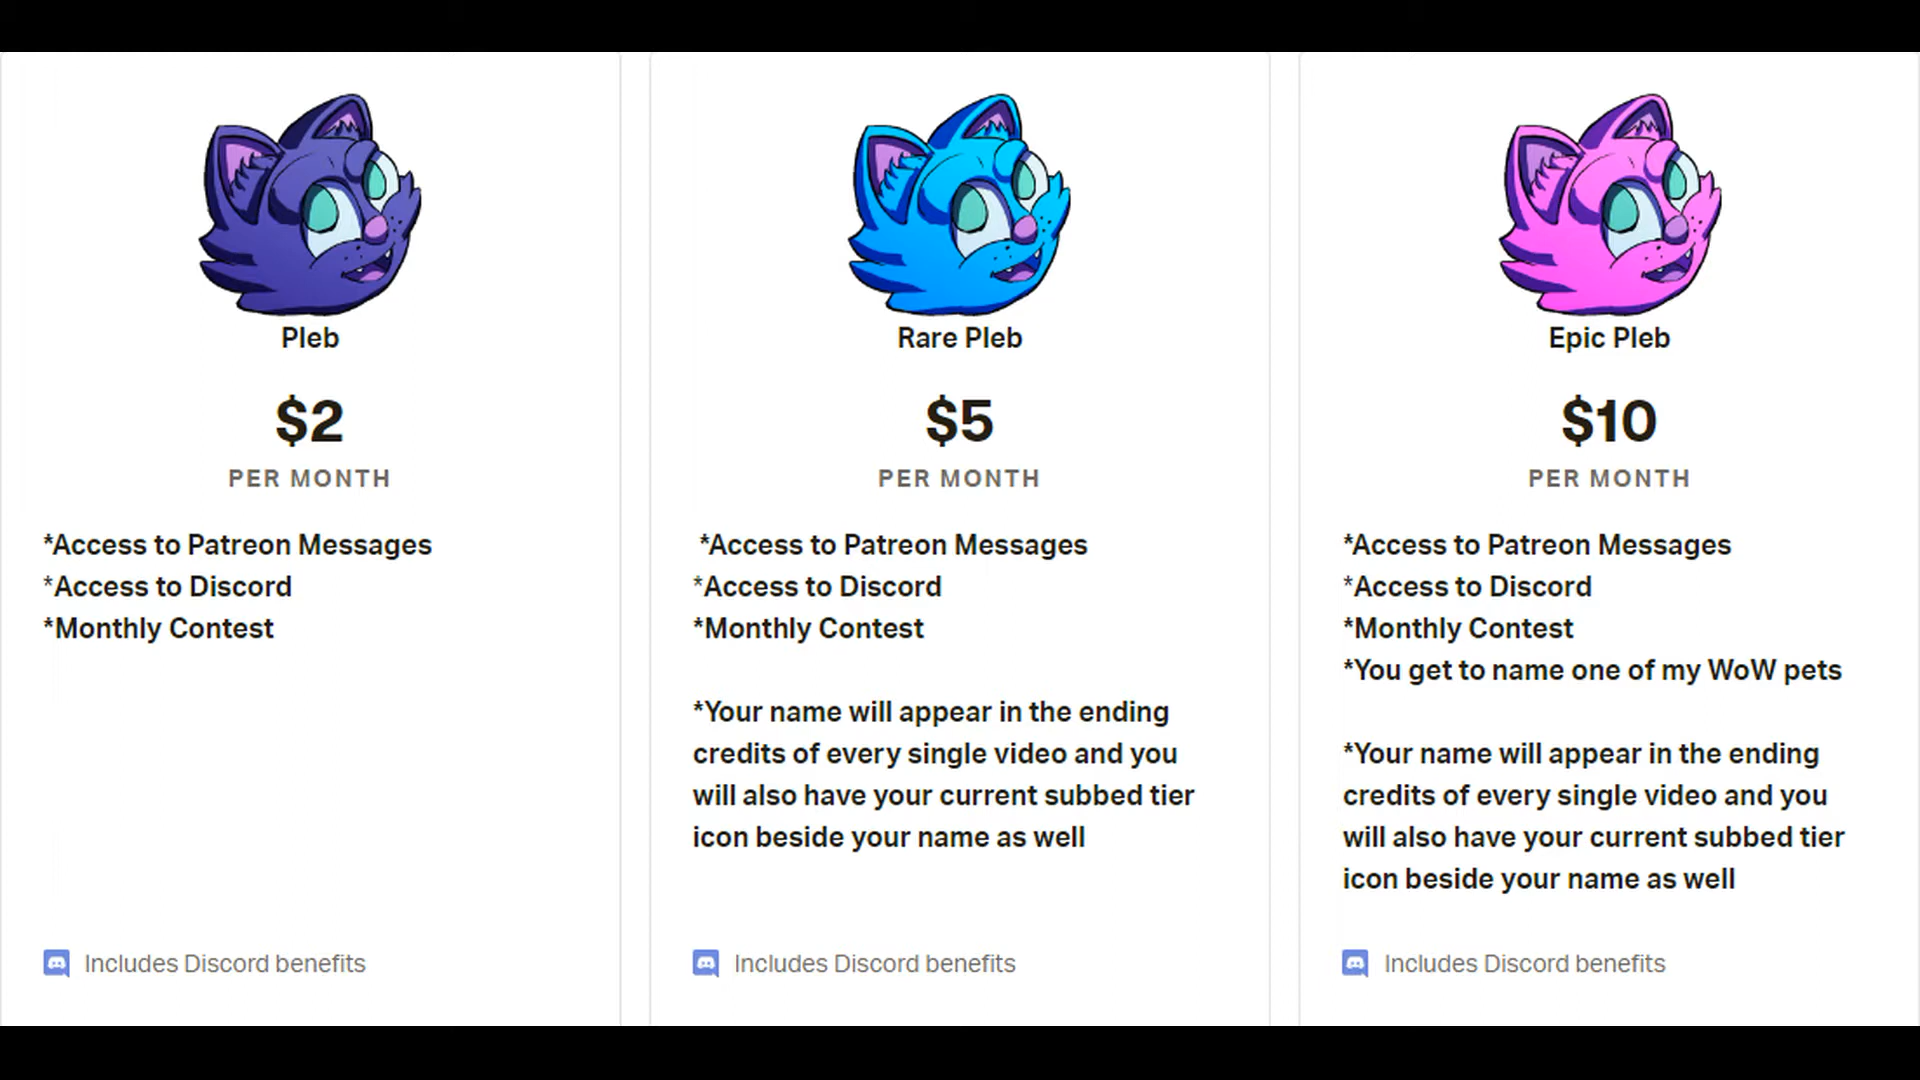 Pleb
$2
PER MONTH
*Access to Patreon Messages
*Access to Discord
*Monthly Contest
Includes Discord benefits
Rare Pleb
$5
PER MONTH
*Access to Patreon Messages
*Access to Discord
*Monthly Contest
*Your name will appear in the ending
credits of every single video and you
will also have your current subbed tier
icon beside your name as well
Includes Discord benefits
Epic Pleb
$10
PER MONTH
*Access to Patreon Messages
*Access to Discord
*Monthly Contest
*You get to name one of my WoW pets
*Your name will appear in the ending
credits of every single video and you
will also have your current subbed tier
icon beside your name as well
Includes Discord benefits